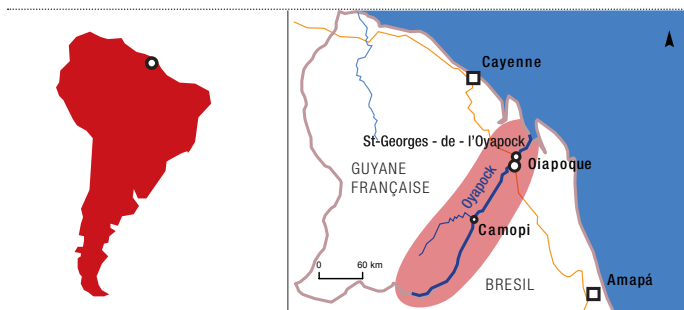 Cayenne
St-Georges - de - l'Oyapock
Oiapoque
GUYANE
FRANÇAISE
Oyapock
Camopi
0 60 km
BRESIL
Amapá